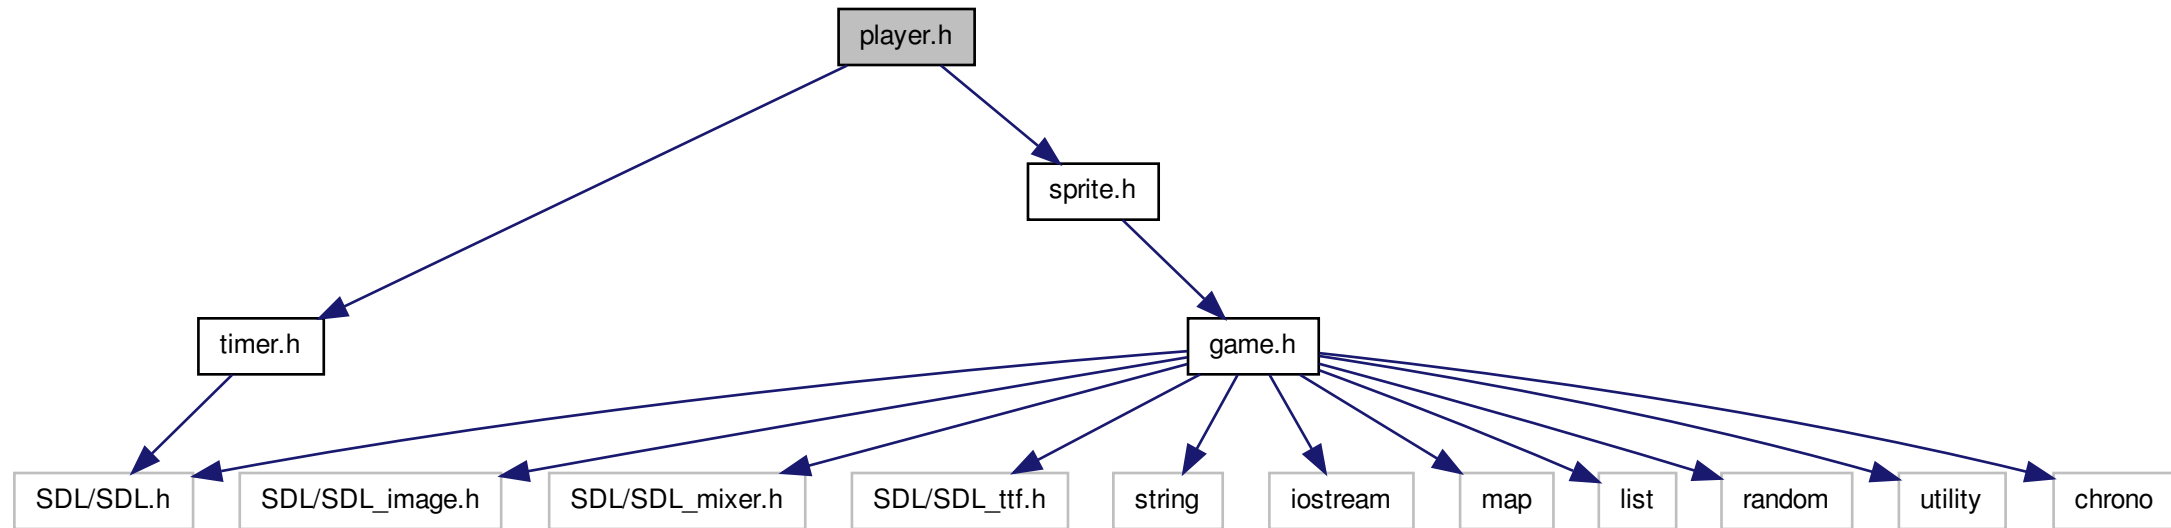 player.h
sprite.h
timer.h
game.h
SDL/SDL.h
SDL/SDL_image.h
SDL/SDL_mixer.h
SDL/SDL_ttf.h
string
iostream
map
list
random
utility
chrono